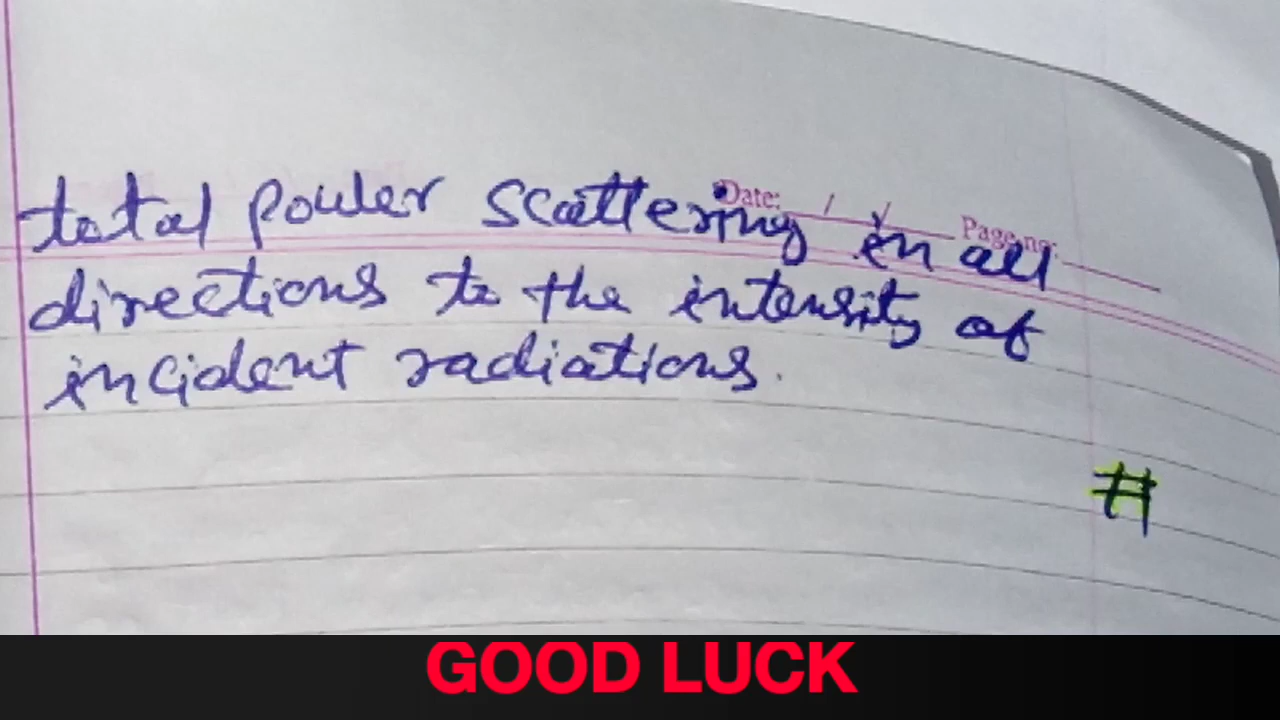 Date: / / Page no:
total power scattering in all
directions to the intensity of
incident radiations.
#
GOOD LUCK